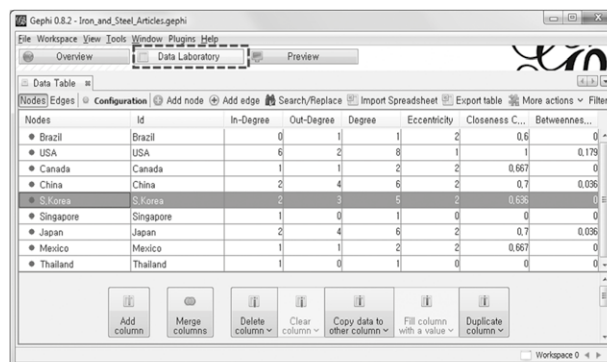 Gephi 0.8.2 - Iron_and_Steel_Articles.gephi
File Workspace View Tools Window Plugins Help
Overview Data Laboratory Preview
Data Table
Nodes Edges Configuration Add node Add edge Search/Replace Import Spreadsheet Export table More actions Filter
Nodes Id In-Degree Out-Degree Degree Eccentricity Closeness C... Betweennes...
Brazil Brazil 0 1 1 2 0,6 0
USA USA 6 2 8 1 1 0,179
Canada Canada 1 1 2 2 0,667 0
China China 2 4 6 2 0,7 0,036
S.Korea S.Korea 2 3 5 2 0,636 0
Singapore Singapore 1 0 1 0 0 0
Japan Japan 2 4 6 2 0,7 0,036
Mexico Mexico 1 1 2 2 0,667 0
Thailand Thailand 1 0 1 0 0 0
Add column
Merge columns
Delete column
Clear column
Copy data to other column
Fill column with a value
Duplicate column
Workspace 0